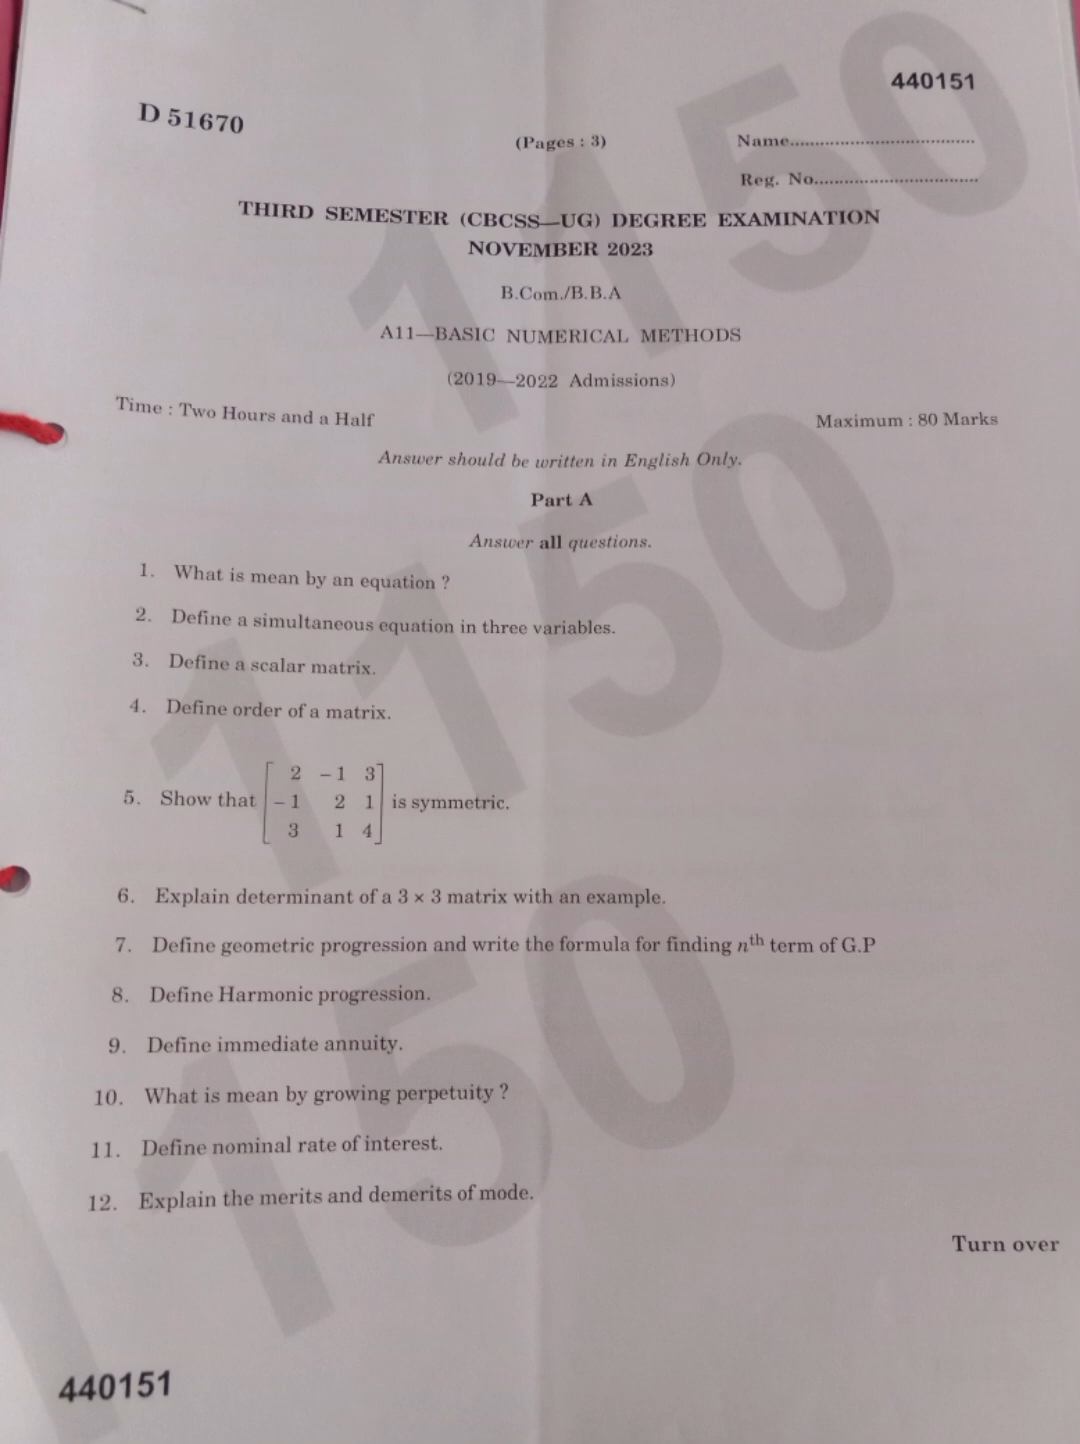 440151
D 51670
(Pages : 3)
Name....................................
Reg. No.................................
THIRD SEMESTER (CBCSS—UG) DEGREE EXAMINATION
NOVEMBER 2023
B.Com./B.B.A
A11—BASIC NUMERICAL METHODS
(2019—2022 Admissions)
Time : Two Hours and a Half
Maximum : 80 Marks
Answer should be written in English Only.
Part A
Answer all questions.
1. What is mean by an equation ?
2. Define a simultaneous equation in three variables.
3. Define a scalar matrix.
4. Define order of a matrix.
2 – 1 3
5. Show that – 1 2 1 is symmetric.
3 1 4
6. Explain determinant of a 3 × 3 matrix with an example.
7. Define geometric progression and write the formula for finding nth term of G.P
8. Define Harmonic progression.
9. Define immediate annuity.
10. What is mean by growing perpetuity ?
11. Define nominal rate of interest.
12. Explain the merits and demerits of mode.
Turn over
440151
1150
1150
1150